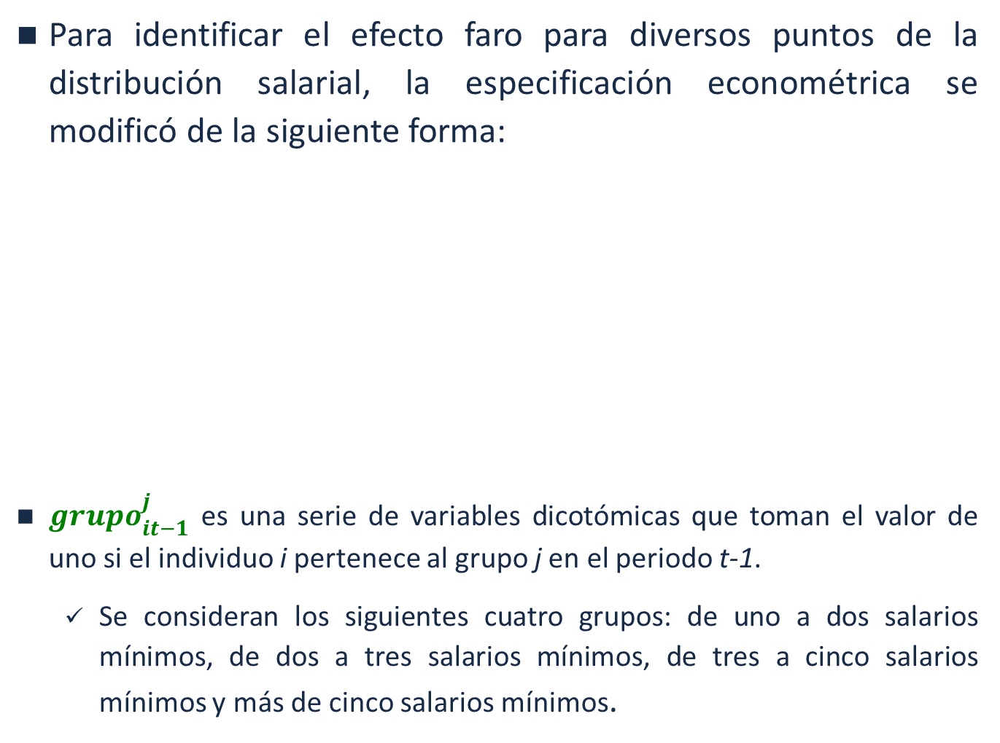 ■ Para identificar el efecto faro para diversos puntos de la
distribución salarial, la especificación econométrica se
modificó de la siguiente forma:
■ grupo^j_{it−1} es una serie de variables dicotómicas que toman el valor de
uno si el individuo i pertenece al grupo j en el periodo t-1.
✓ Se consideran los siguientes cuatro grupos: de uno a dos salarios
mínimos, de dos a tres salarios mínimos, de tres a cinco salarios
mínimos y más de cinco salarios mínimos.